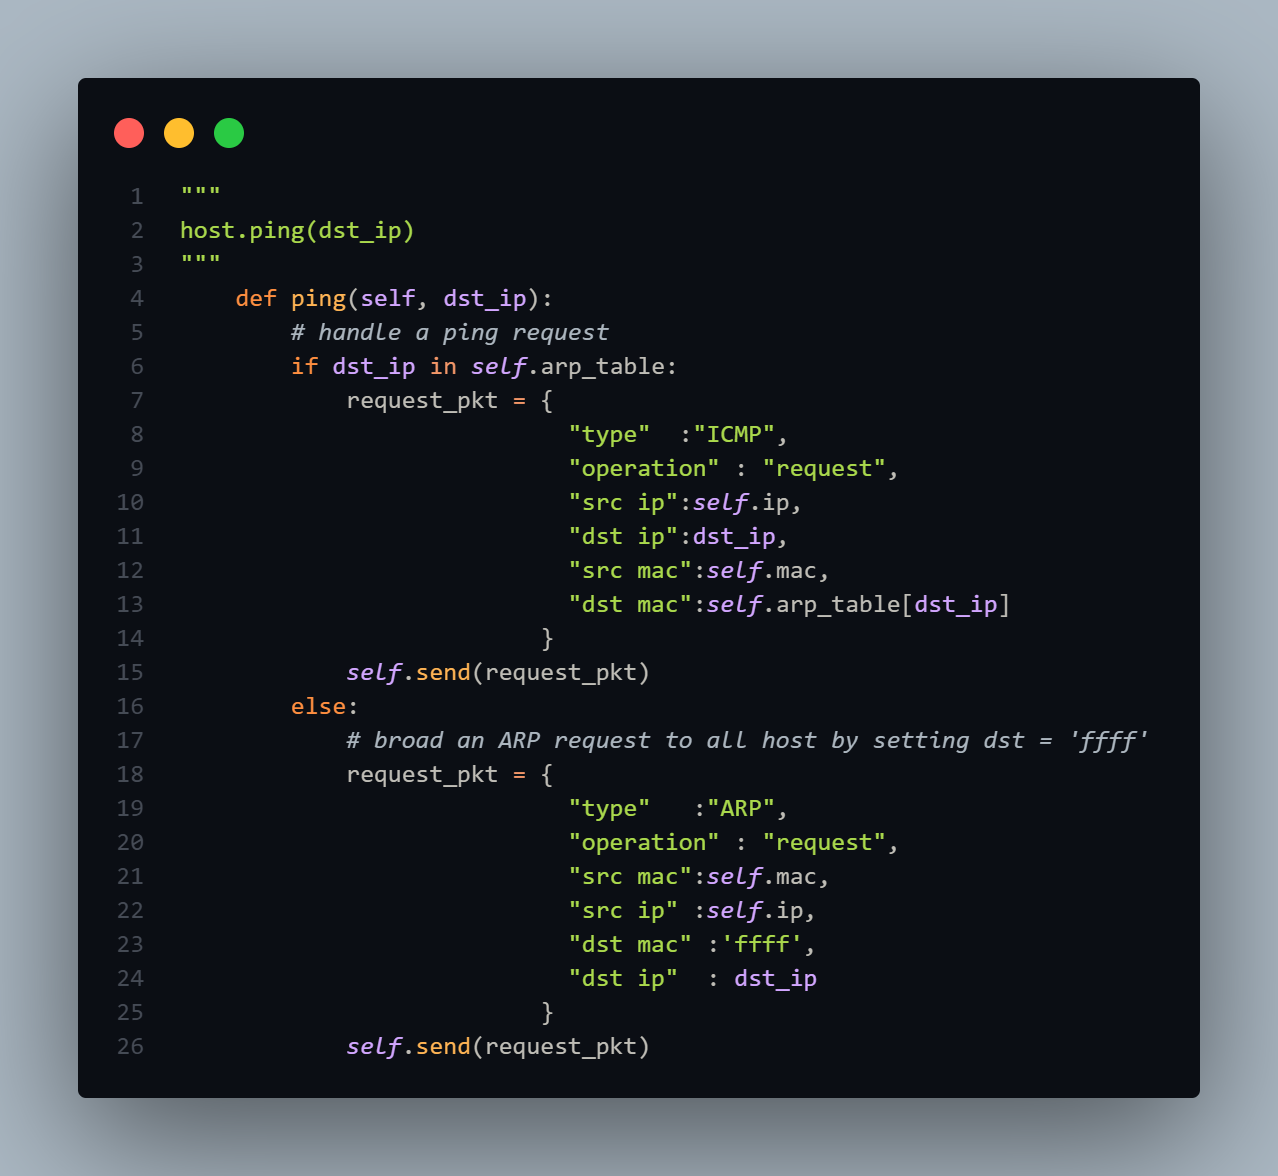 1 """
2 host.ping(dst_ip)
3 """
4     def ping(self, dst_ip):
5         # handle a ping request
6         if dst_ip in self.arp_table:
7             request_pkt = {
8                             "type"  :"ICMP",
9                             "operation" : "request",
10                             "src ip":self.ip,
11                             "dst ip":dst_ip,
12                             "src mac":self.mac,
13                             "dst mac":self.arp_table[dst_ip]
14                           }
15             self.send(request_pkt)
16         else:
17             # broad an ARP request to all host by setting dst = 'ffff'
18             request_pkt = {
19                             "type"   :"ARP",
20                             "operation" : "request",
21                             "src mac":self.mac,
22                             "src ip" :self.ip,
23                             "dst mac" :'ffff',
24                             "dst ip"  : dst_ip
25                           }
26             self.send(request_pkt)